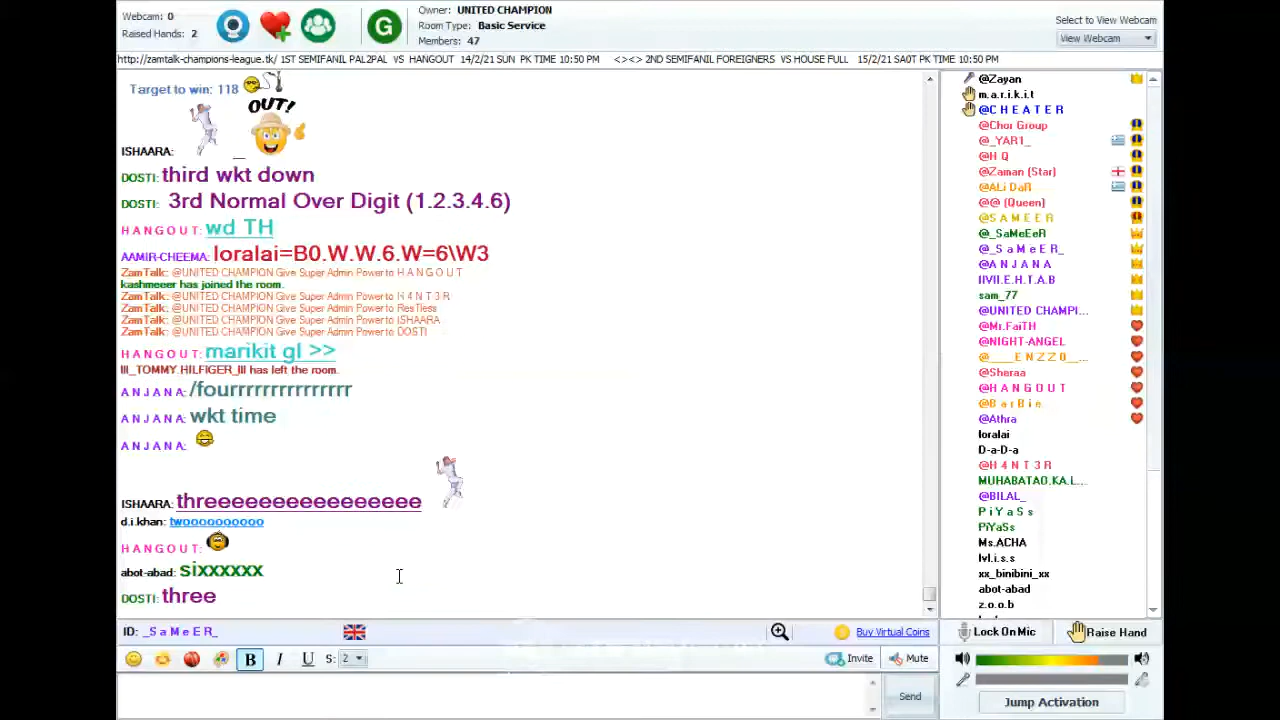 Webcam: 0
Raised Hands: 2
G
Owner: UNITED CHAMPION
Room Type: Basic Service
Members: 47
Select to View Webcam
View Webcam
http://zamtalk-champions-league.tk/ 1ST SEMIFANIL PAL2PAL VS HANGOUT 14/2/21 SUN PK TIME 10:50 PM <><> 2ND SEMIFANIL FOREIGNERS VS HOUSE FULL 15/2/21 SA0T PK TIME 10:50 PM
Target to win: 118
OUT!
ISHAARA:
DOSTI: third wkt down
DOSTI: 3rd Normal Over Digit (1.2.3.4.6)
H A N G O U T: wd TH
AAMIR-CHEEMA: loralai=B0.W.W.6.W=6\W3
ZamTalk: @UNITED CHAMPION Give Super Admin Power to H A N G O U T
kashmeeer has joined the room.
ZamTalk: @UNITED CHAMPION Give Super Admin Power to H 4 N T 3 R
ZamTalk: @UNITED CHAMPION Give Super Admin Power to ResTless
ZamTalk: @UNITED CHAMPION Give Super Admin Power to ISHAARA
ZamTalk: @UNITED CHAMPION Give Super Admin Power to DOSTI
H A N G O U T: marikit gl >>
III_TOMMY.HILFIGER_III has left the room.
A N J A N A: /fourrrrrrrrrrrrrrr
A N J A N A: wkt time
A N J A N A:
ISHAARA: threeeeeeeeeeeeeeee
d.i.khan: twoooooooooo
H A N G O U T:
abot-abad: sixxxxxx
DOSTI: three
@Zayan
m.a.r.i.k.i.t
@C H E A T E R
@Chor Group
@_YAR1_
@H Q
@Zaman (Star)
@ALi DaR
@@ (Queen)
@S A M E E R
@_SaMeEeR
@_S a M e E R_
@A N J A N A
IIVII.E.H.T.A.B
sam_77
@UNITED CHAMPI...
@Mr.FaiTH
@NIGHT-ANGEL
@____E N Z Z O__...
@Sheraa
@H A N G O U T
@B a r B i e
@Athra
loralai
D-a-D-a
@H 4 N T 3 R
MUHABATAO.KA.L...
@BILAL_
P i Y a S s
PiYaSs
Ms.ACHA
lvl.i.s.s
xx_binibini_xx
abot-abad
z.o.o.b
ID: _S a M e E R_
Buy Virtual Coins
Lock On Mic
Raise Hand
B I U S: 2
Invite
Mute
Send
Jump Activation